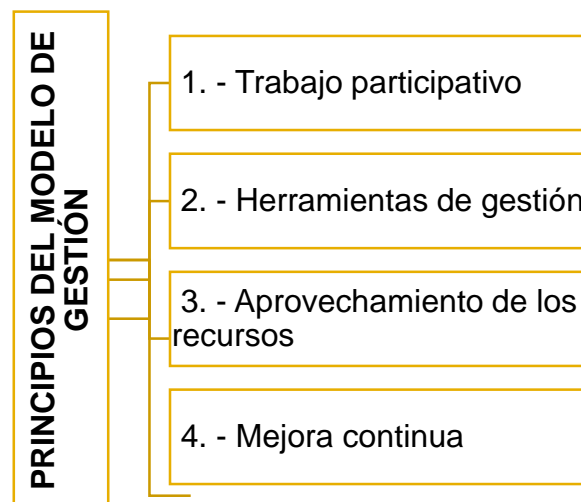 PRINCIPIOS DEL MODELO DE
GESTIÓN
1. - Trabajo participativo
2. - Herramientas de gestión
3. - Aprovechamiento de los
recursos
4. - Mejora continua